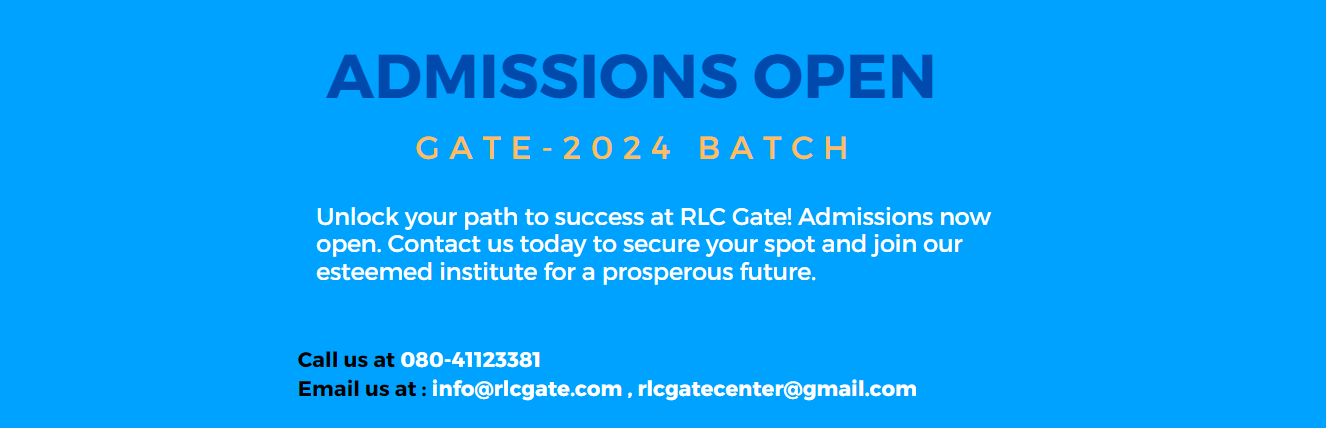 ADMISSIONS OPEN
GATE-2024 BATCH
Unlock your path to success at RLC Gate! Admissions now
open. Contact us today to secure your spot and join our
esteemed institute for a prosperous future.
Call us at 080-41123381
Email us at : info@rlcgate.com , rlcgatecenter@gmail.com